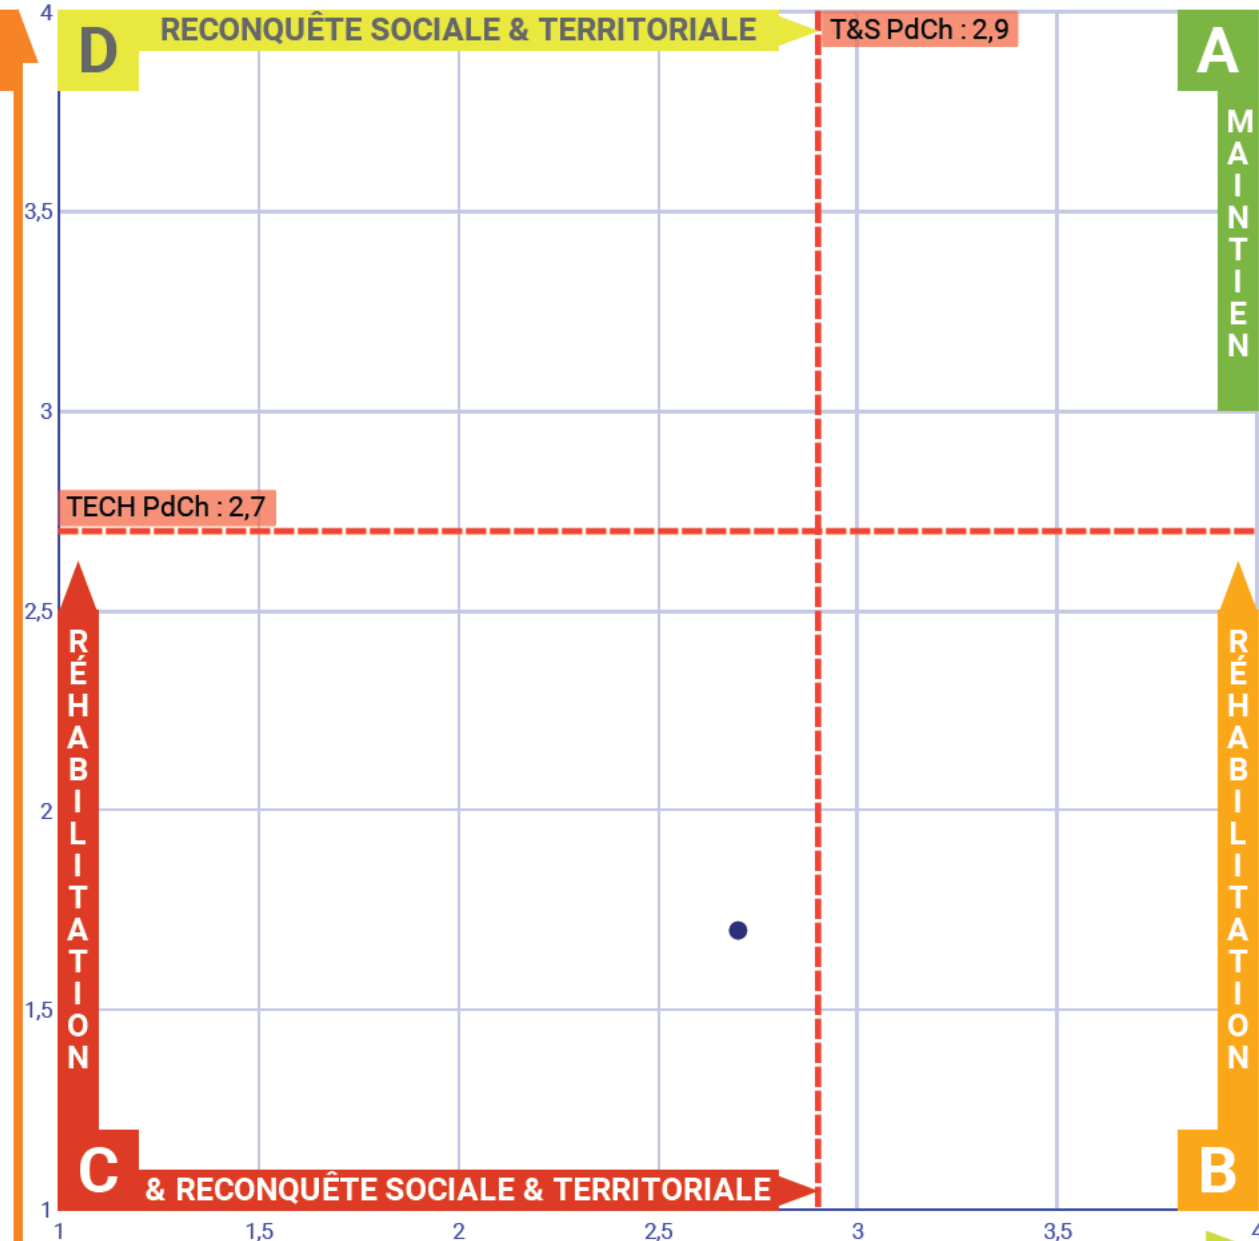 4
D
RECONQUÊTE SOCIALE & TERRITORIALE
T&S PdCh : 2,9
A
MAINTIEN
3,5
3
TECH PdCh : 2,7
2,5
RÉHABILITATION
RÉHABILITATION
2
1,5
C
& RECONQUÊTE SOCIALE & TERRITORIALE
B
1
1
1,5
2
2,5
3
3,5
4